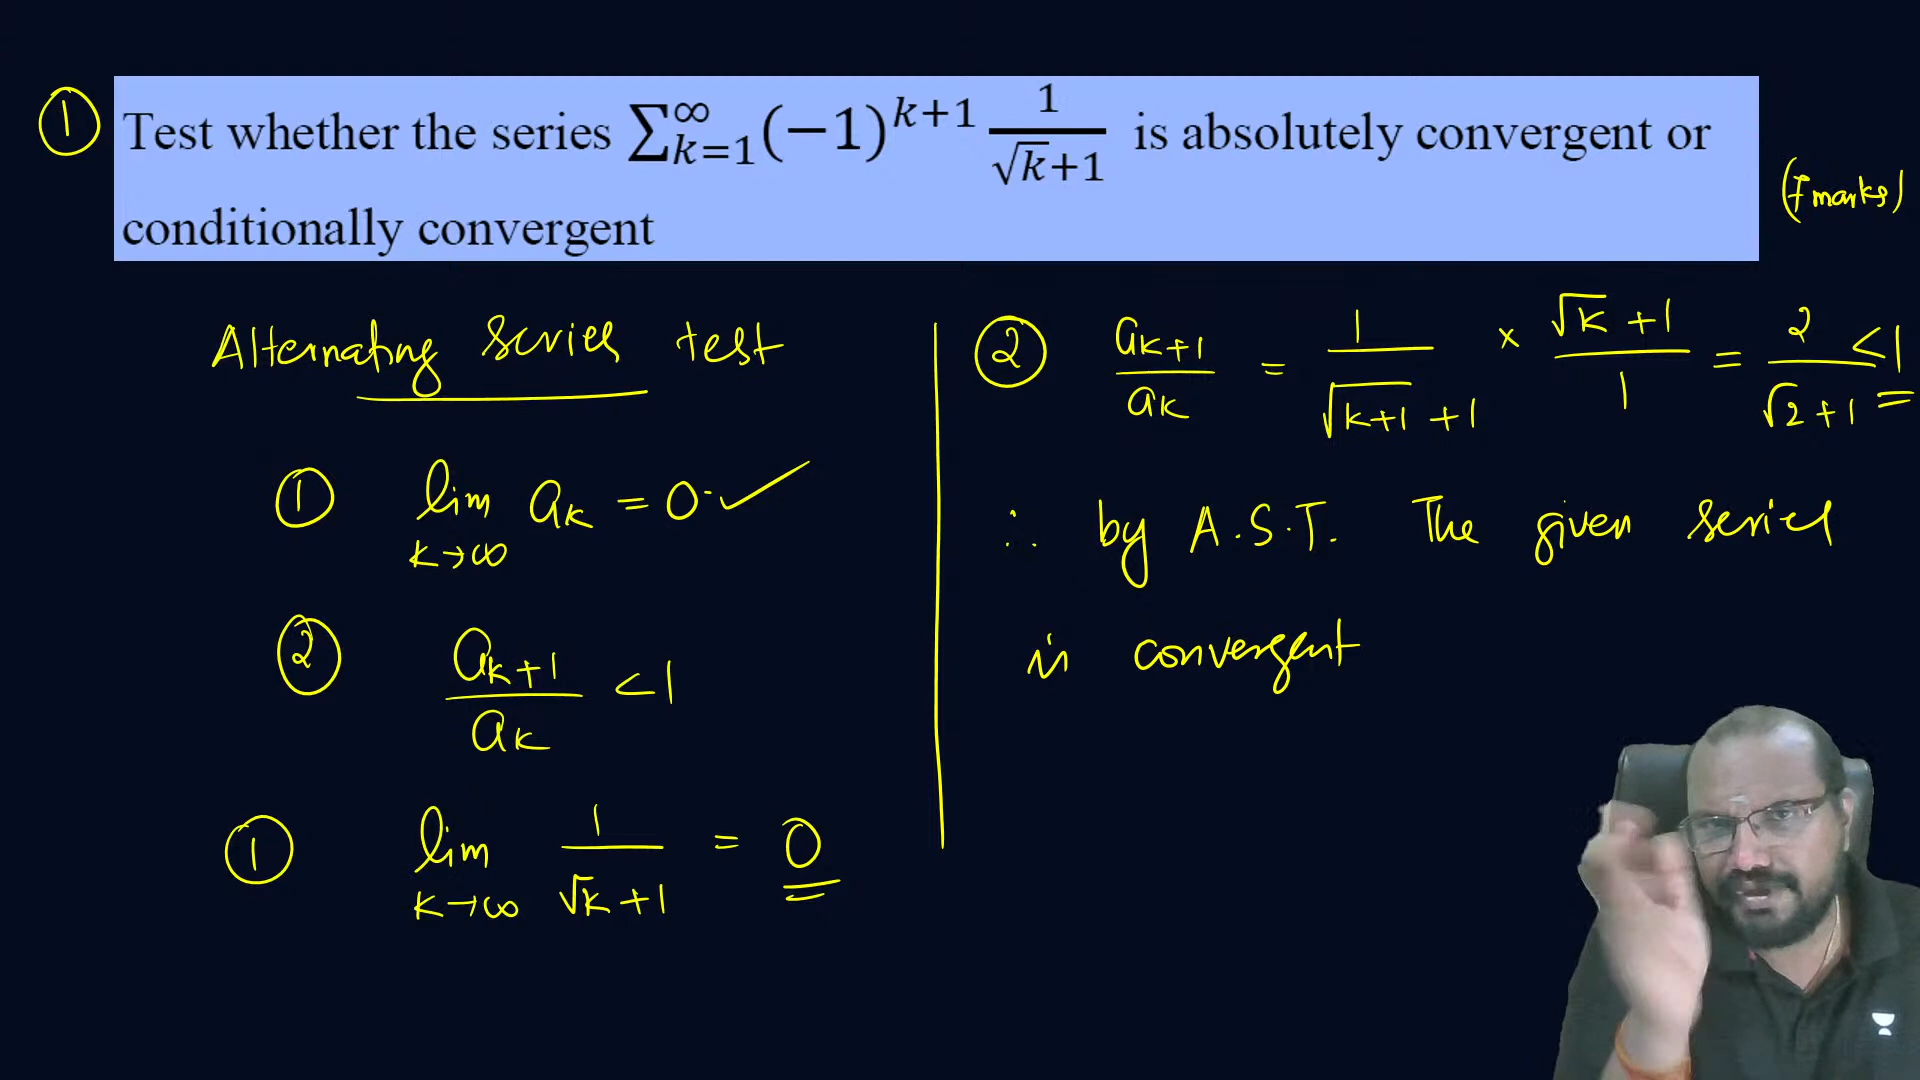 ① Test whether the series ∑_{k=1}^{∞} (−1)^{k+1} 1/(√k+1) is absolutely convergent or
conditionally convergent
(7 marks)
Alternating series test
① lim_{k→∞} a_k = 0 ✓
② a_{k+1}/a_k < 1
① lim_{k→∞} 1/(√k+1) = 0
② a_{k+1}/a_k = 1/(√(k+1)+1) × (√k+1)/1 = 2/(√2+1) < 1
∴ by A.S.T. The given series
is convergent